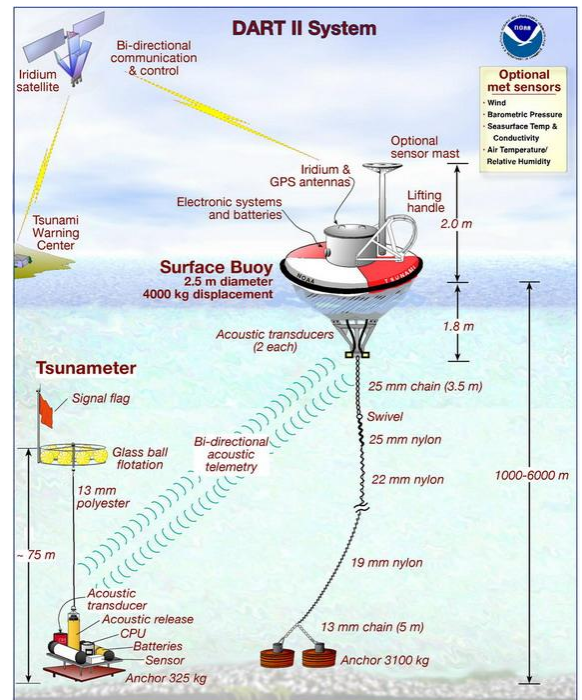 DART II System
NOAA
Bi-directional
communication
& control
Iridium
satellite
Optional
met sensors
· Wind
· Barometric Pressure
· Seasurface Temp &
Conductivity
· Air Temperature/
Relative Humidity
Optional
sensor mast
Iridium &
GPS antennas
Lifting
handle
Electronic systems
and batteries
2.0 m
Tsunami
Warning
Center
Surface Buoy
2.5 m diameter
4000 kg displacement
NOAA
TSUNAMI
1.8 m
Acoustic transducers
(2 each)
Tsunameter
25 mm chain (3.5 m)
Signal flag
Swivel
25 mm nylon
Bi-directional
acoustic
telemetry
Glass ball
flotation
22 mm nylon
1000-6000 m
13 mm
polyester
~ 75 m
19 mm nylon
Acoustic
transducer
Acoustic release
CPU
Batteries
Sensor
Anchor 325 kg
13 mm chain (5 m)
Anchor 3100 kg